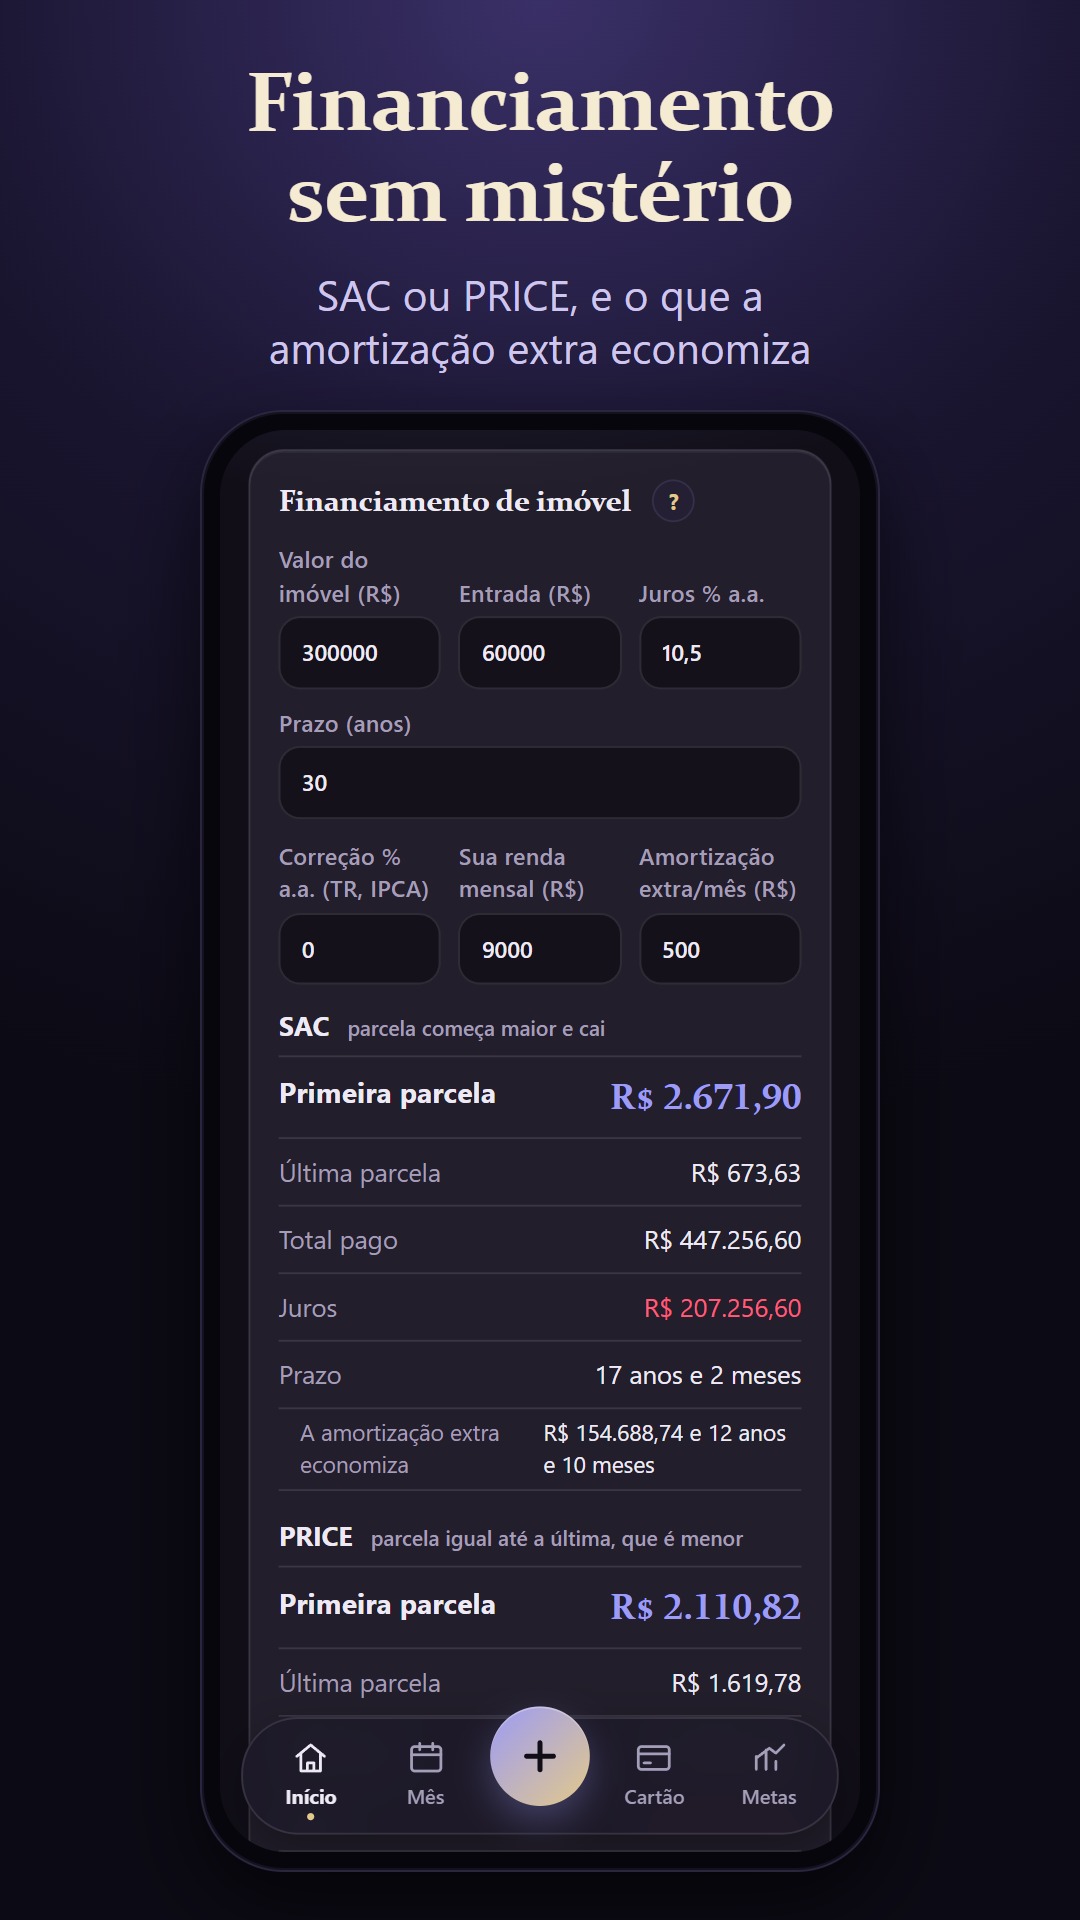 Financiamento
sem mistério
SAC ou PRICE, e o que a
amortização extra economiza
Financiamento de imóvel ?
Valor do
imóvel (R$) Entrada (R$) Juros % a.a.
300000 60000 10,5
Prazo (anos)
30
Correção % Sua renda Amortização
a.a. (TR, IPCA) mensal (R$) extra/mês (R$)
0 9000 500
SAC parcela começa maior e cai
Primeira parcela R$ 2.671,90
Última parcela R$ 673,63
Total pago R$ 447.256,60
Juros R$ 207.256,60
Prazo 17 anos e 2 meses
A amortização extra R$ 154.688,74 e 12 anos
economiza e 10 meses
PRICE parcela igual até a última, que é menor
Primeira parcela R$ 2.110,82
Última parcela R$ 1.619,78
Início Mês + Cartão Metas